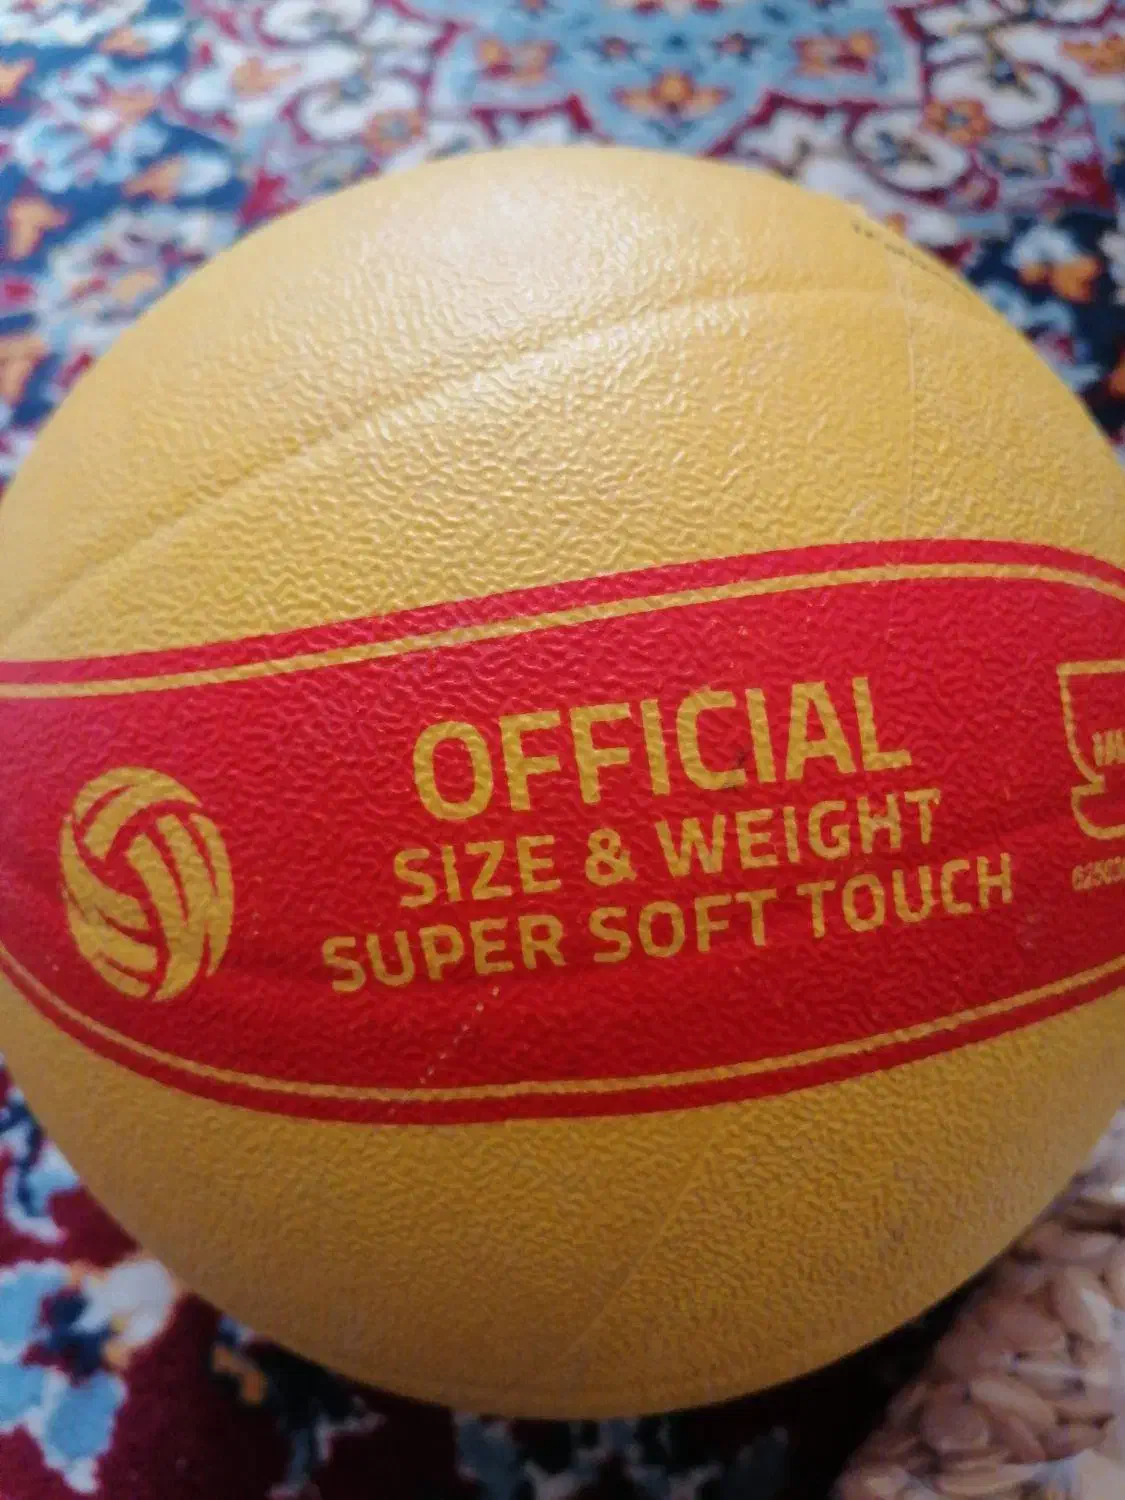 OFFICIAL
SIZE & WEIGHT
SUPER SOFT TOUCH